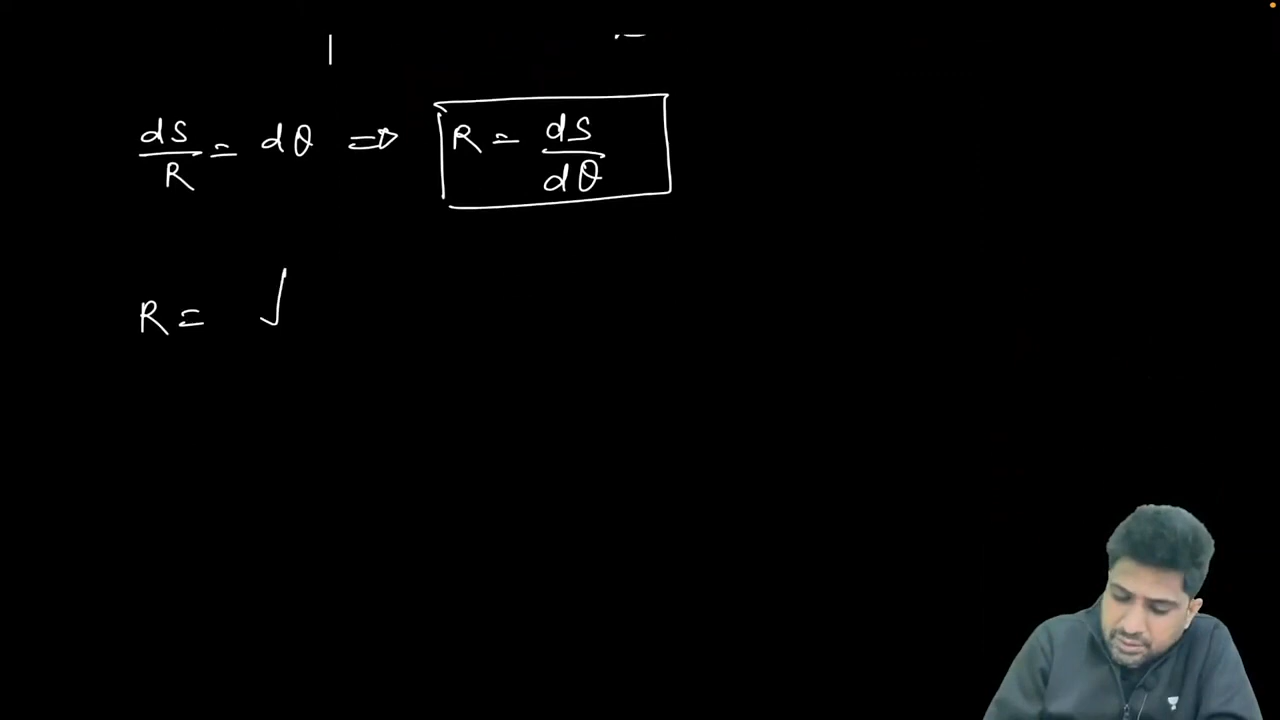 dS/R = dθ ⇒ R = dS/dθ
R = √